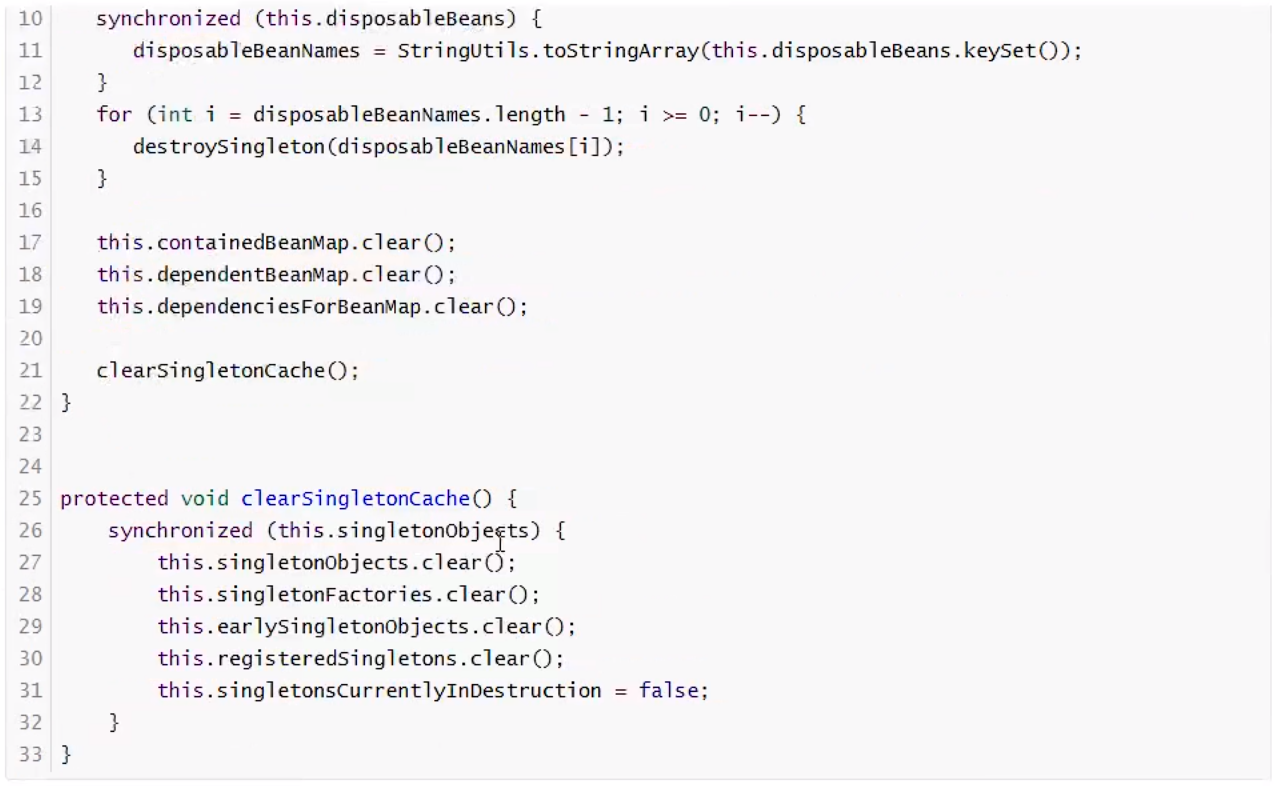 10    synchronized (this.disposableBeans) {
11       disposableBeanNames = StringUtils.toStringArray(this.disposableBeans.keySet());
12    }
13    for (int i = disposableBeanNames.length - 1; i >= 0; i--) {
14       destroySingleton(disposableBeanNames[i]);
15    }
16
17    this.containedBeanMap.clear();
18    this.dependentBeanMap.clear();
19    this.dependenciesForBeanMap.clear();
20
21    clearSingletonCache();
22 }
23
24
25 protected void clearSingletonCache() {
26     synchronized (this.singletonObjects) {
27         this.singletonObjects.clear();
28         this.singletonFactories.clear();
29         this.earlySingletonObjects.clear();
30         this.registeredSingletons.clear();
31         this.singletonsCurrentlyInDestruction = false;
32     }
33 }